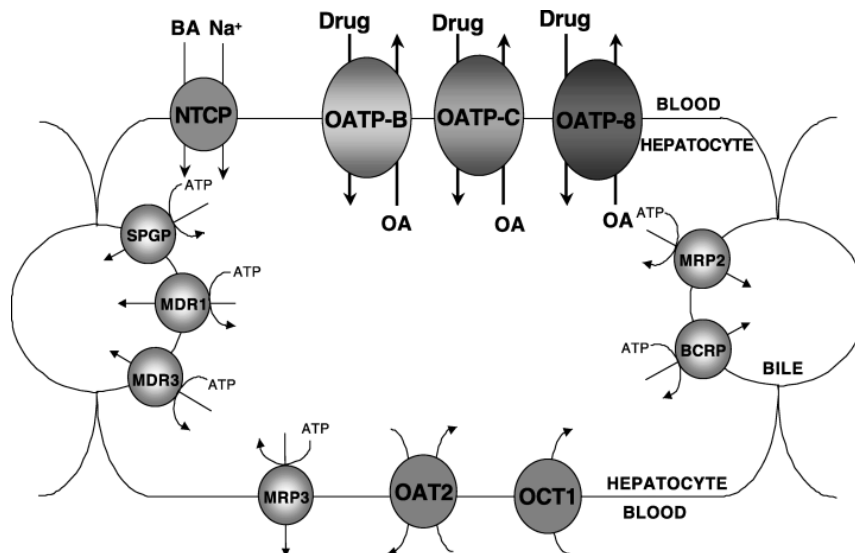 BA Na⁺
Drug
Drug
Drug
NTCP
OATP-B
OATP-C
OATP-8
BLOOD
HEPATOCYTE
OA
OA
OA
ATP
SPGP
ATP
MRP2
ATP
MDR1
ATP
BCRP
MDR3
ATP
BILE
ATP
MRP3
OAT2
OCT1
HEPATOCYTE
BLOOD